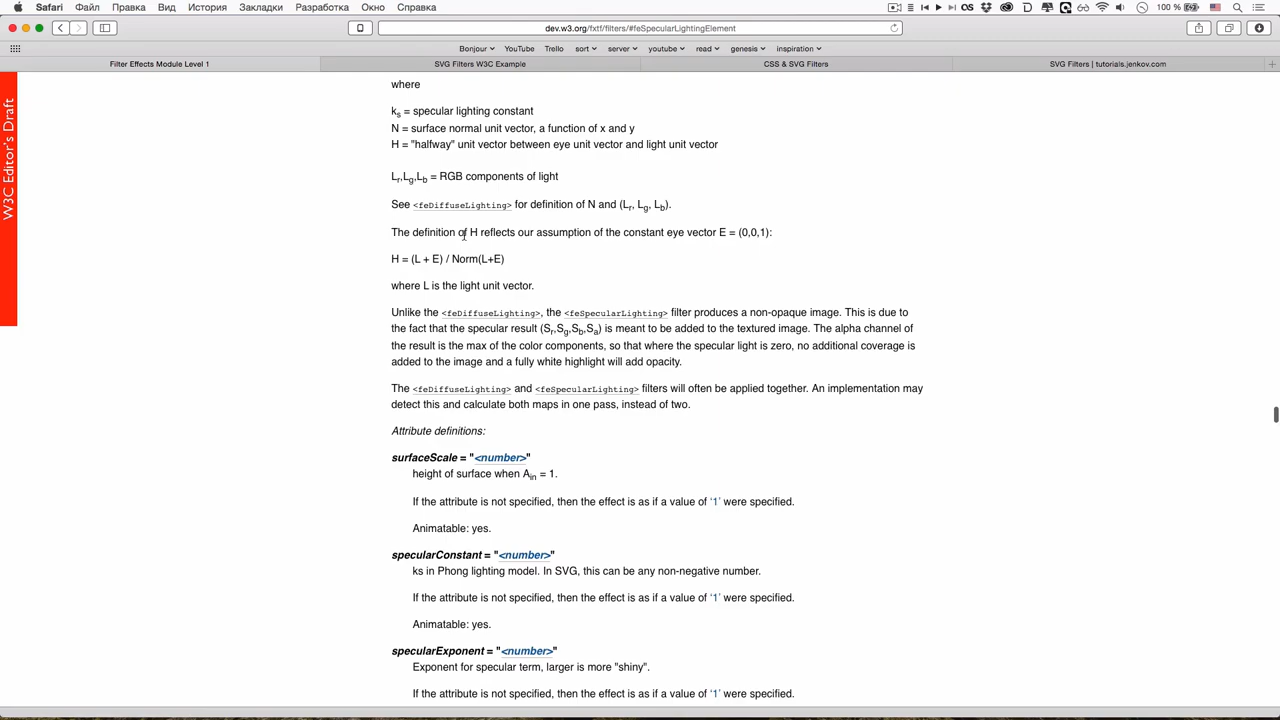 Safari Файл Правка Вид История Закладки Разработка Окно Справка 100 %
dev.w3.org/fxtf/filters/#feSpecularLightingElement
Bonjour YouTube Trello sort server youtube read genesis inspiration
Filter Effects Module Level 1 SVG Filters W3C Example CSS & SVG Filters SVG Filters | tutorials.jenkov.com
W3C Editor's Draft
where
ks = specular lighting constant
N = surface normal unit vector, a function of x and y
H = "halfway" unit vector between eye unit vector and light unit vector
Lr,Lg,Lb = RGB components of light
See <feDiffuseLighting> for definition of N and (Lr, Lg, Lb).
The definition of H reflects our assumption of the constant eye vector E = (0,0,1):
H = (L + E) / Norm(L+E)
where L is the light unit vector.
Unlike the <feDiffuseLighting>, the <feSpecularLighting> filter produces a non-opaque image. This is due to
the fact that the specular result (Sr,Sg,Sb,Sa) is meant to be added to the textured image. The alpha channel of
the result is the max of the color components, so that where the specular light is zero, no additional coverage is
added to the image and a fully white highlight will add opacity.
The <feDiffuseLighting> and <feSpecularLighting> filters will often be applied together. An implementation may
detect this and calculate both maps in one pass, instead of two.
Attribute definitions:
surfaceScale = "<number>"
height of surface when Ain = 1.
If the attribute is not specified, then the effect is as if a value of ‘1’ were specified.
Animatable: yes.
specularConstant = "<number>"
ks in Phong lighting model. In SVG, this can be any non-negative number.
If the attribute is not specified, then the effect is as if a value of ‘1’ were specified.
Animatable: yes.
specularExponent = "<number>"
Exponent for specular term, larger is more "shiny".
If the attribute is not specified, then the effect is as if a value of ‘1’ were specified.